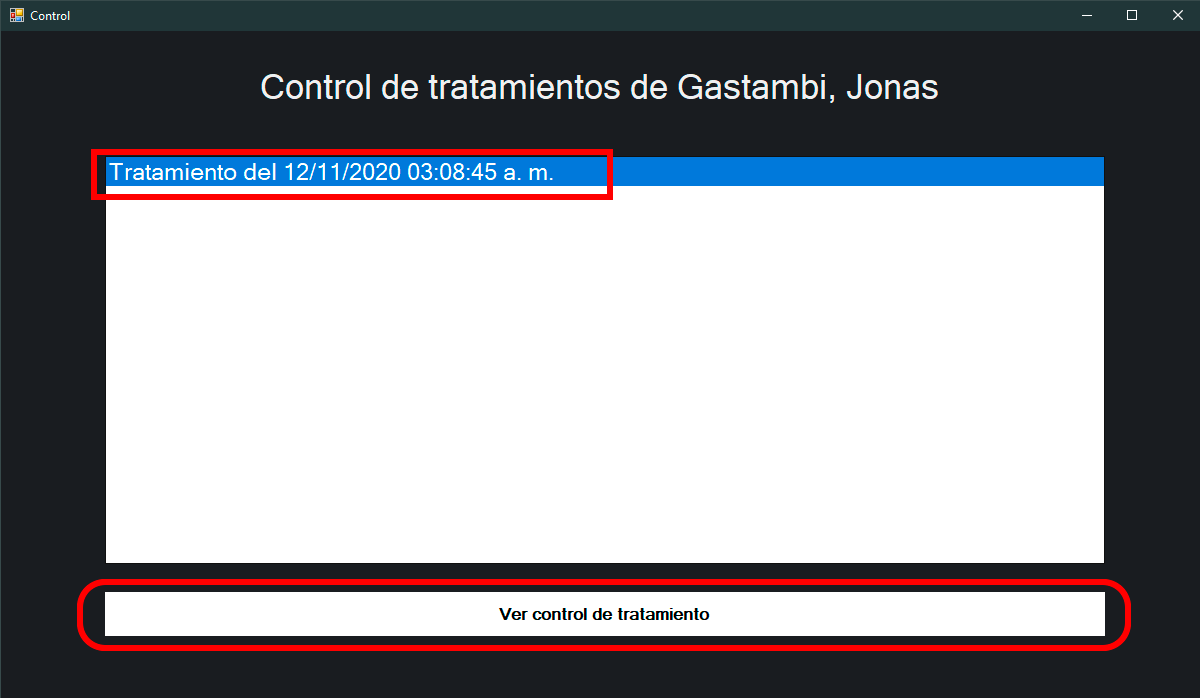 Control
Control de tratamientos de Gastambi, Jonas
Tratamiento del 12/11/2020 03:08:45 a. m.
Ver control de tratamiento